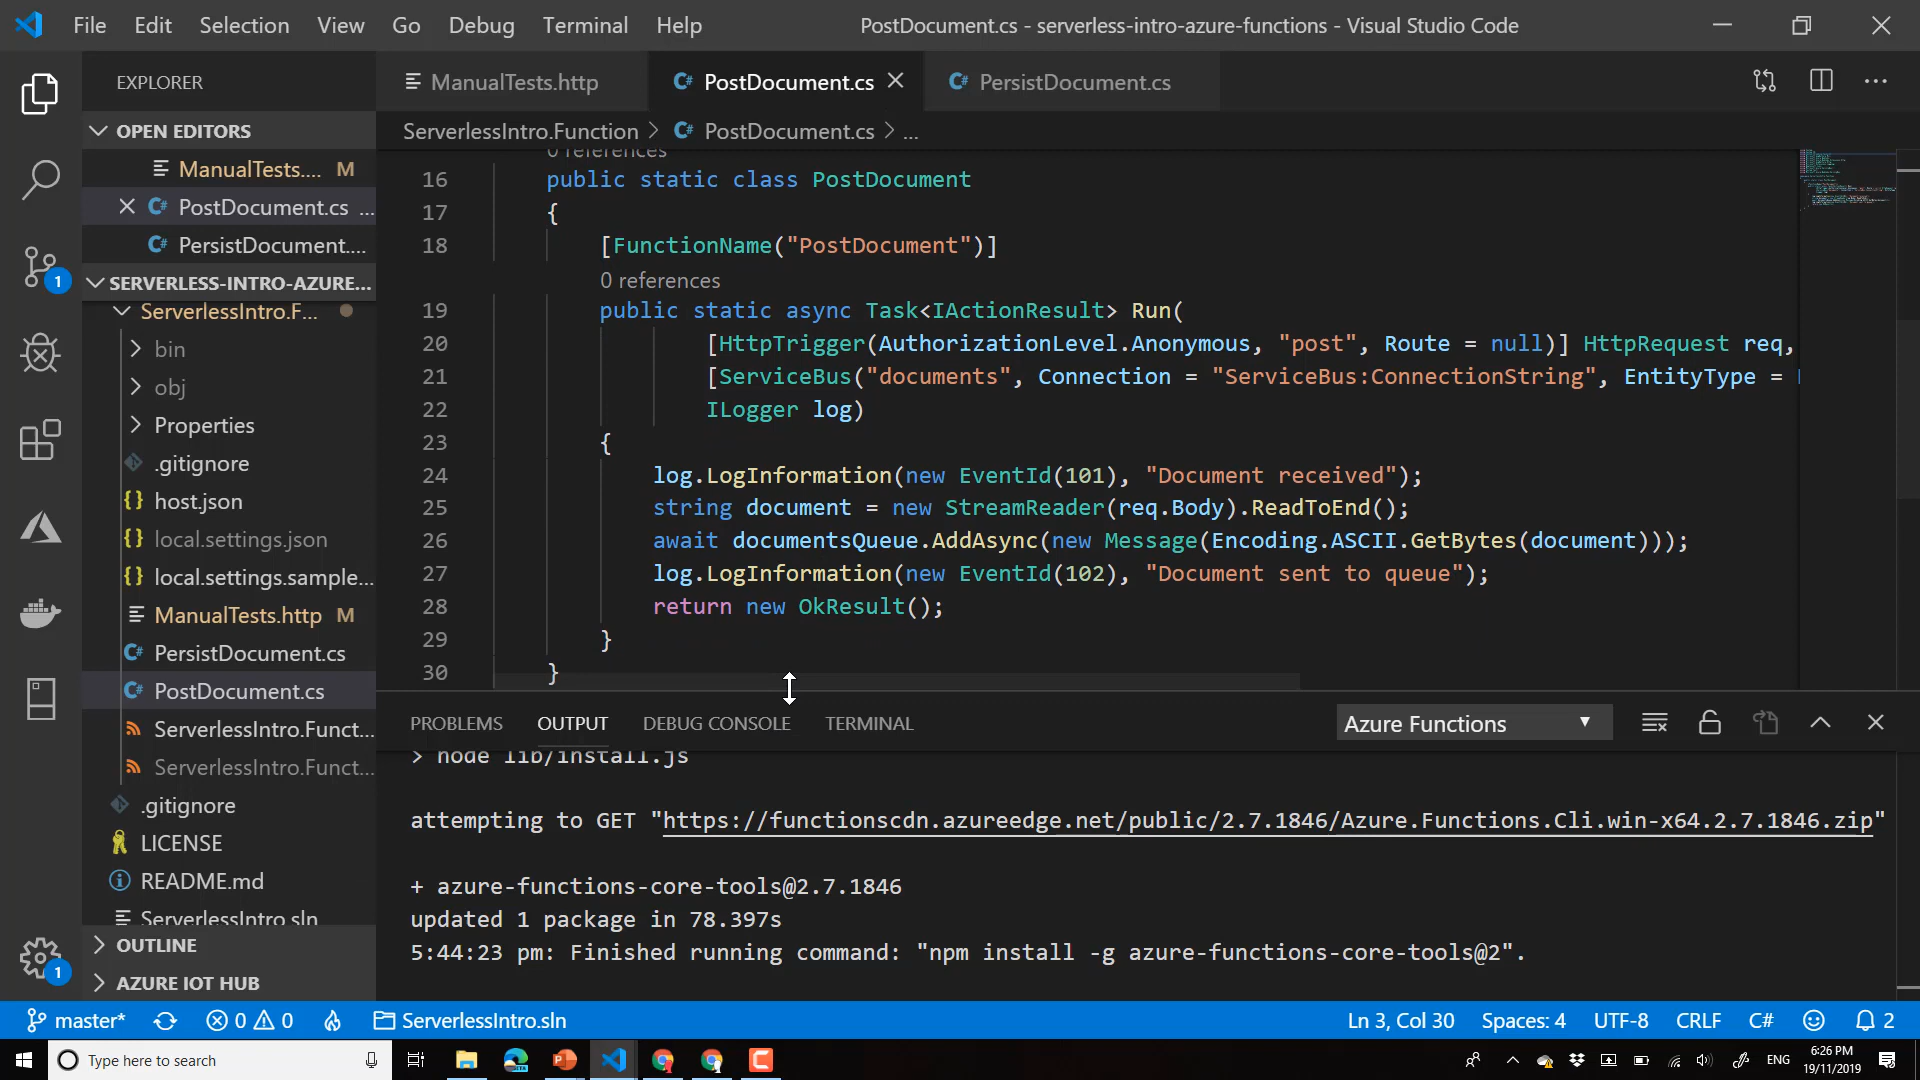 File Edit Selection View Go Debug Terminal Help PostDocument.cs - serverless-intro-azure-functions - Visual Studio Code
EXPLORER
OPEN EDITORS
ManualTests.... M
PostDocument.cs ...
PersistDocument....
SERVERLESS-INTRO-AZURE...
ServerlessIntro.F...
bin
obj
Properties
.gitignore
host.json
local.settings.json
local.settings.sample...
ManualTests.http M
PersistDocument.cs
PostDocument.cs
ServerlessIntro.Funct...
ServerlessIntro.Funct...
.gitignore
LICENSE
README.md
ServerlessIntro.sln
OUTLINE
AZURE IOT HUB
1
1
ManualTests.http PostDocument.cs PersistDocument.cs
ServerlessIntro.Function > PostDocument.cs > ...
0 references
16 public static class PostDocument
17 {
18 [FunctionName("PostDocument")]
0 references
19 public static async Task<IActionResult> Run(
20 [HttpTrigger(AuthorizationLevel.Anonymous, "post", Route = null)] HttpRequest req,
21 [ServiceBus("documents", Connection = "ServiceBus:ConnectionString", EntityType =
22 ILogger log)
23 {
24 log.LogInformation(new EventId(101), "Document received");
25 string document = new StreamReader(req.Body).ReadToEnd();
26 await documentsQueue.AddAsync(new Message(Encoding.ASCII.GetBytes(document)));
27 log.LogInformation(new EventId(102), "Document sent to queue");
28 return new OkResult();
29 }
30 }
PROBLEMS OUTPUT DEBUG CONSOLE TERMINAL Azure Functions
> node lib/install.js
attempting to GET "https://functionscdn.azureedge.net/public/2.7.1846/Azure.Functions.Cli.win-x64.2.7.1846.zip"
+ azure-functions-core-tools@2.7.1846
updated 1 package in 78.397s
5:44:23 pm: Finished running command: "npm install -g azure-functions-core-tools@2".
master* 0 0 ServerlessIntro.sln Ln 3, Col 30 Spaces: 4 UTF-8 CRLF C# 2
Type here to search ENG 6:26 PM
19/11/2019